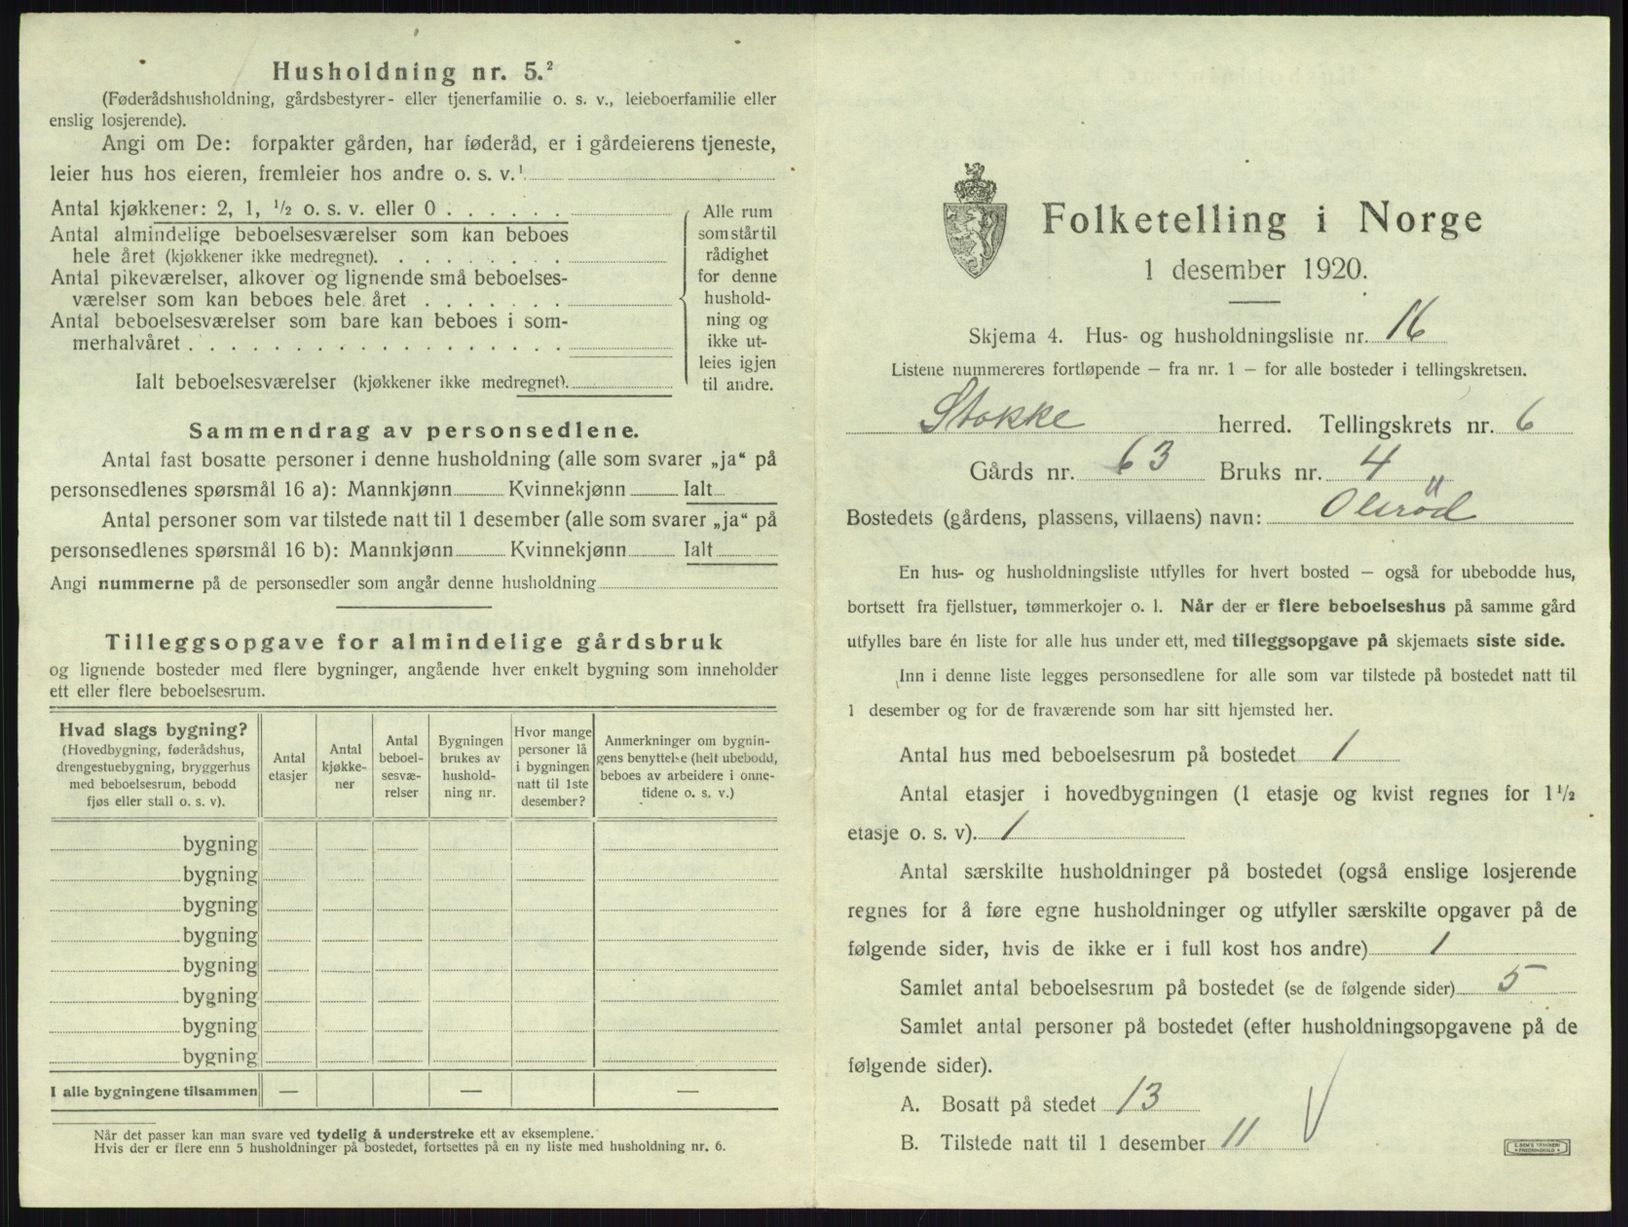 Husholdning nr. 5.²
(Føderådshusholdning, gårdsbestyrer- eller tjenerfamilie o. s. v., leieboerfamilie eller
enslig losjerende).
Angi om De: forpakter gården, har føderåd, er i gårdeierens tjeneste,
leier hus hos eieren, fremleier hos andre o. s. v.¹
Antal kjøkkener: 2, 1, ½ o. s. v. eller 0 . . . . . .
Antal almindelige beboelsesværelser som kan beboes
hele året (kjøkkener ikke medregnet). . . . . . . .
Antal pikeværelser, alkover og lignende små beboelses-
værelser som kan beboes hele året . . . . . . .
Antal beboelsesværelser som bare kan beboes i som-
merhalvåret . . . . . . . . . . . . . . . . . .
Ialt beboelsesværelser (kjøkkener ikke medregnet).
Alle rum
som står til
rådighet
for denne
hushold-
ning og
ikke ut-
leies igjen
til andre.
Sammendrag av personsedlene.
Antal fast bosatte personer i denne husholdning (alle som svarer „ja“ på
personsedlenes spørsmål 16 a): Mannkjønn Kvinnekjønn Ialt
Antal personer som var tilstede natt til 1 desember (alle som svarer „ja“ på
personsedlenes spørsmål 16 b): Mannkjønn Kvinnekjønn Ialt
Angi nummerne på de personsedler som angår denne husholdning
Tilleggsopgave for almindelige gårdsbruk
og lignende bosteder med flere bygninger, angående hver enkelt bygning som inneholder
ett eller flere beboelsesrum.
Hvad slags bygning?
(Hovedbygning, føderådshus,
drengestuebygning, bryggerhus
med beboelsesrum, bebodd
fjøs eller stall o. s. v).
Antal
etasjer
Antal
kjøkke-
ner
Antal
beboel-
sesvæ-
relser
Bygningen
brukes av
hushold-
ning nr.
Hvor mange
personer lå
i bygningen
natt til 1ste
desember?
Anmerkninger om bygnin-
gens benyttelse (helt ubebodd,
beboes av arbeidere i onne-
tidene o. s. v.)
bygning
bygning
bygning
bygning
bygning
bygning
bygning
bygning
I alle bygningene tilsammen — — —
Når det passer kan man svare ved tydelig å understreke ett av eksemplene.
Hvis der er flere enn 5 husholdninger på bostedet, fortsettes på en ny liste med husholdning nr. 6.
Folketelling i Norge
1 desember 1920.
Skjema 4. Hus- og husholdningsliste nr. 16
Listene nummereres fortløpende — fra nr. 1 — for alle bosteder i tellingskretsen.
Stokke herred. Tellingskrets nr. 6
Gårds nr. 63 Bruks nr. 4
Bostedets (gårdens, plassens, villaens) navn: Olsröd
En hus- og husholdningsliste utfylles for hvert bosted — også for ubebodde hus,
bortsett fra fjellstuer, tømmerkojer o. l. Når der er flere beboelseshus på samme gård
utfylles bare én liste for alle hus under ett, med tilleggsopgave på skjemaets siste side.
Inn i denne liste legges personsedlene for alle som var tilstede på bostedet natt til
1 desember og for de fraværende som har sitt hjemsted her.
Antal hus med beboelsesrum på bostedet 1
Antal etasjer i hovedbygningen (1 etasje og kvist regnes for 1½
etasje o. s. v). 1
Antal særskilte husholdninger på bostedet (også enslige losjerende
regnes for å føre egne husholdninger og utfyller særskilte opgaver på de
følgende sider, hvis de ikke er i full kost hos andre) 1
Samlet antal beboelsesrum på bostedet (se de følgende sider) 5
Samlet antal personer på bostedet (efter husholdningsopgavene på de
følgende sider).
A. Bosatt på stedet 13
B. Tilstede natt til 1 desember 11